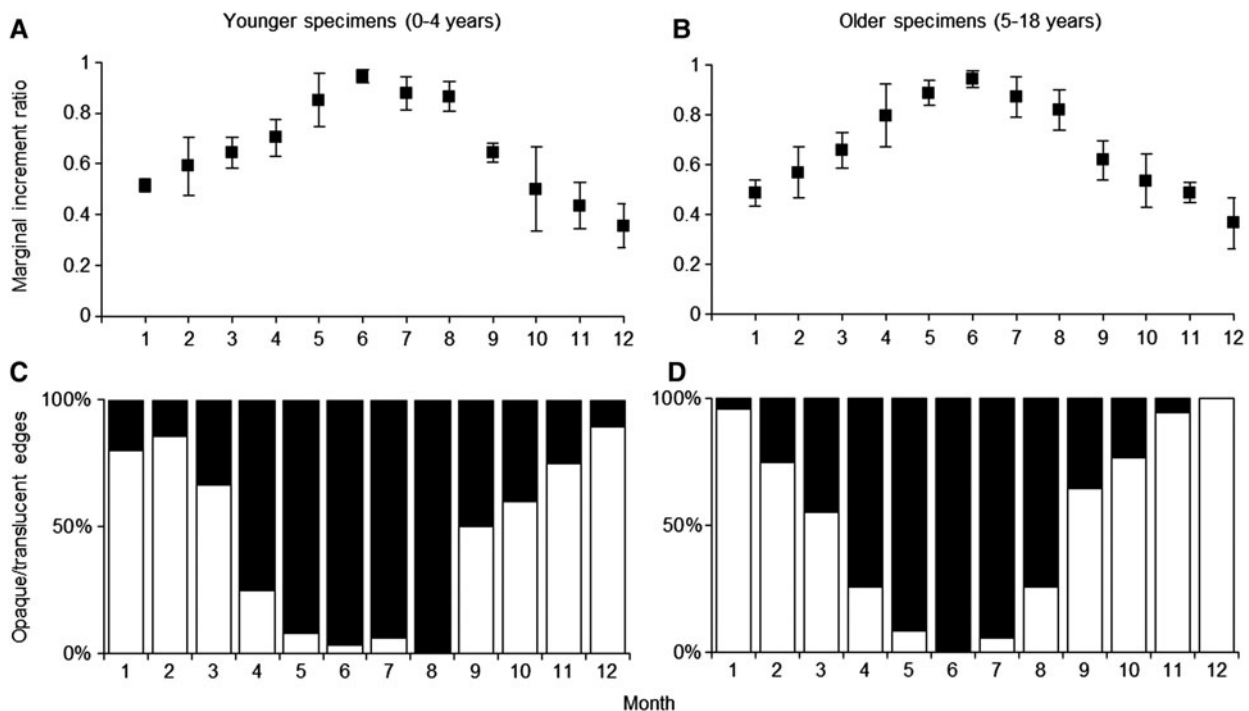 A
Younger specimens (0-4 years)
B
Older specimens (5-18 years)
Marginal increment ratio
1
0.8
0.6
0.4
0.2
0
1 2 3 4 5 6 7 8 9 10 11 12
1
0.8
0.6
0.4
0.2
0
1 2 3 4 5 6 7 8 9 10 11 12
C
D
Opaque/translucent edges
100%
50%
0%
1 2 3 4 5 6 7 8 9 10 11 12
100%
50%
0%
1 2 3 4 5 6 7 8 9 10 11 12
Month